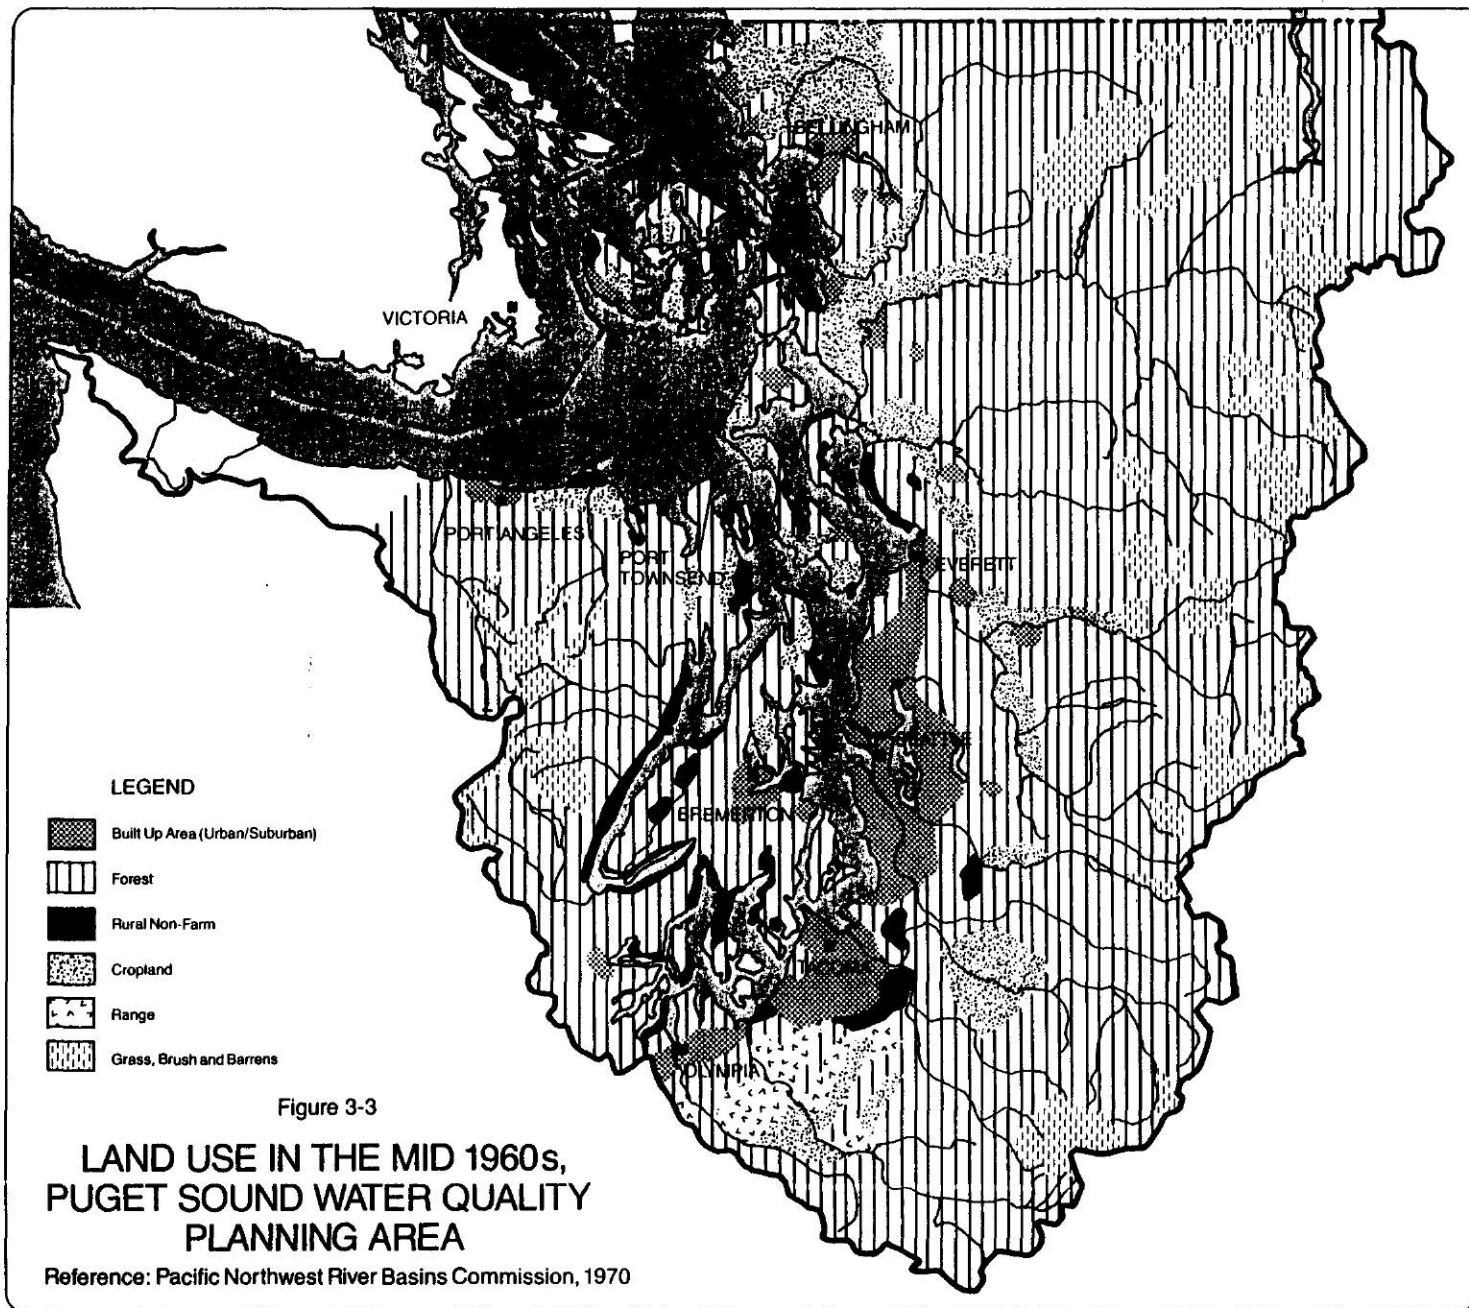 BELLINGHAM
VICTORIA
PORT ANGELES
PORT
TOWNSEND
EVERETT
BREMERTON
TACOMA
OLYMPIA
LEGEND
Built Up Area (Urban/Suburban)
Forest
Rural Non-Farm
Cropland
Range
Grass, Brush and Barrens
Figure 3-3
LAND USE IN THE MID 1960s,
PUGET SOUND WATER QUALITY
PLANNING AREA
Reference: Pacific Northwest River Basins Commission, 1970